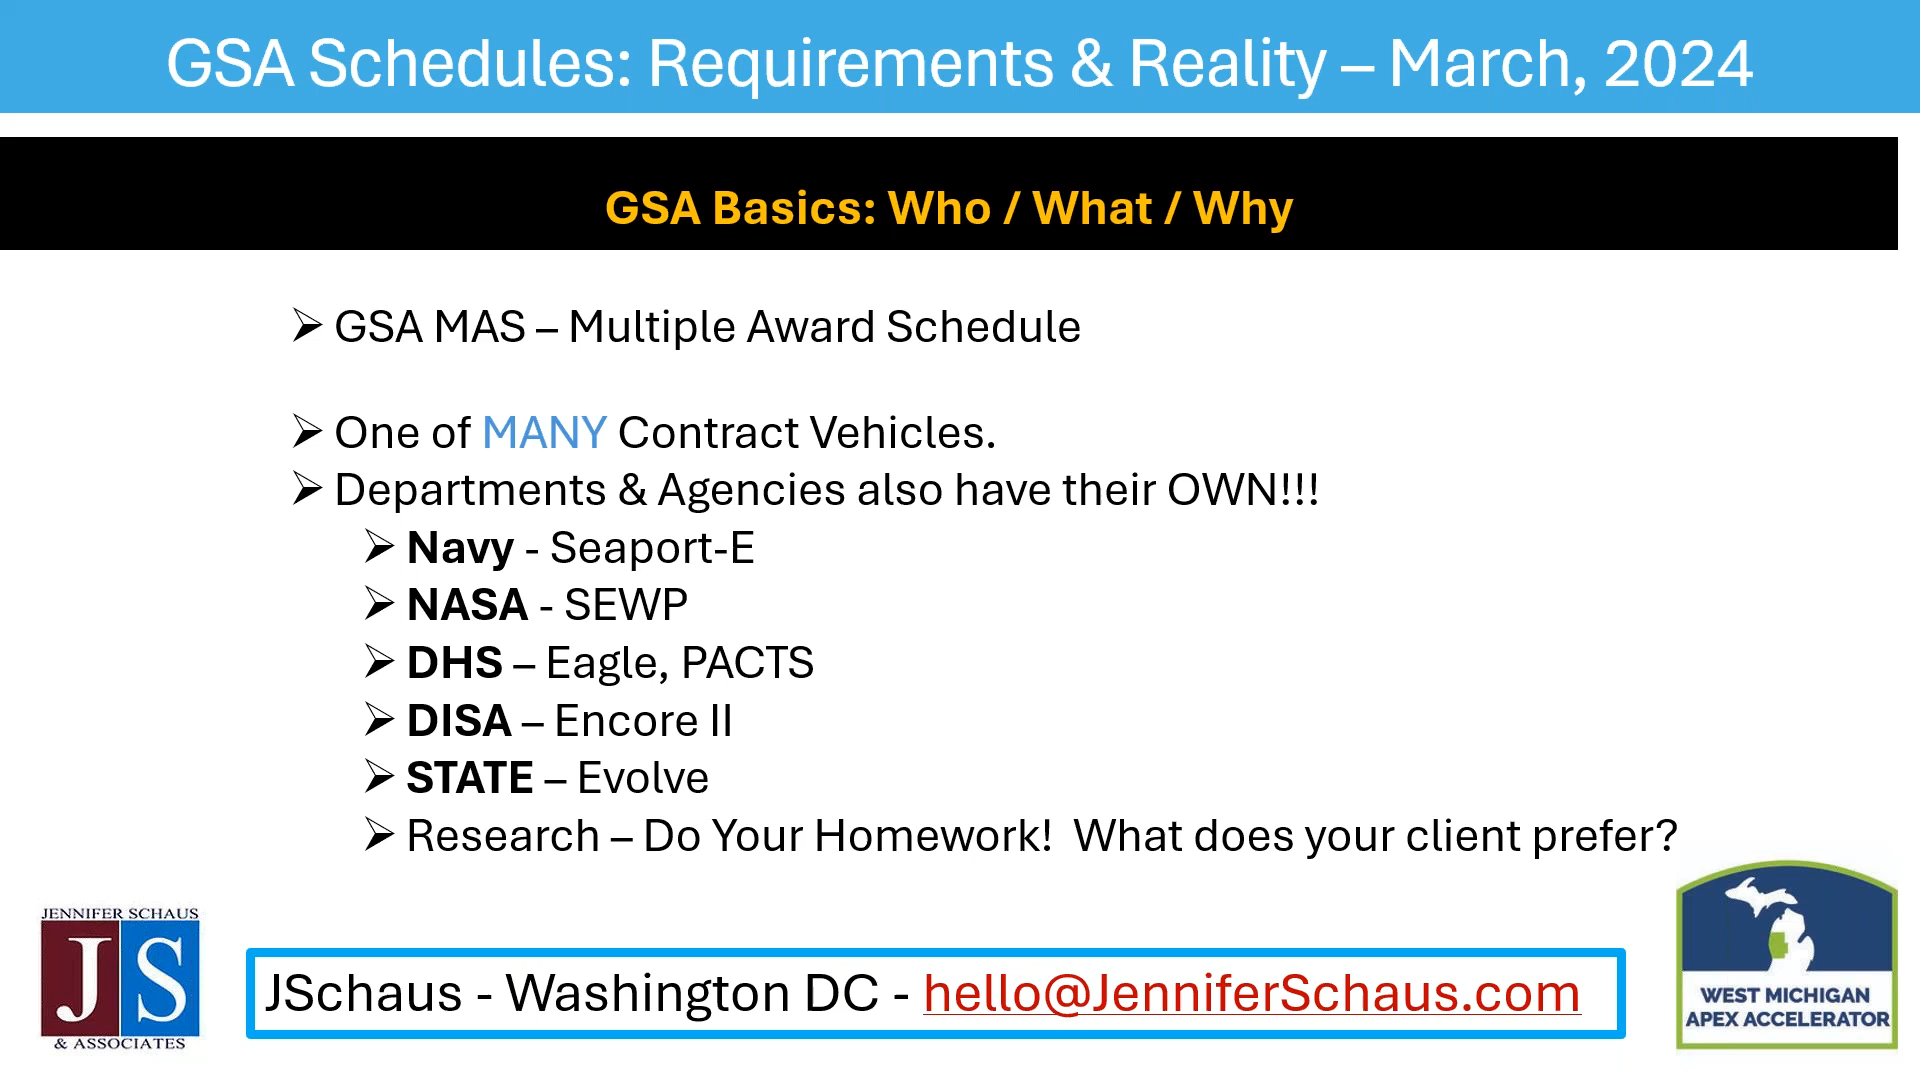 GSA Schedules: Requirements & Reality – March, 2024
GSA Basics: Who / What / Why
➢ GSA MAS – Multiple Award Schedule
➢ One of MANY Contract Vehicles.
➢ Departments & Agencies also have their OWN!!!
➢ Navy - Seaport-E
➢ NASA - SEWP
➢ DHS – Eagle, PACTS
➢ DISA – Encore II
➢ STATE – Evolve
➢ Research – Do Your Homework!  What does your client prefer?
JENNIFER SCHAUS
JS
& ASSOCIATES
JSchaus - Washington DC - hello@JenniferSchaus.com
WEST MICHIGAN
APEX ACCELERATOR